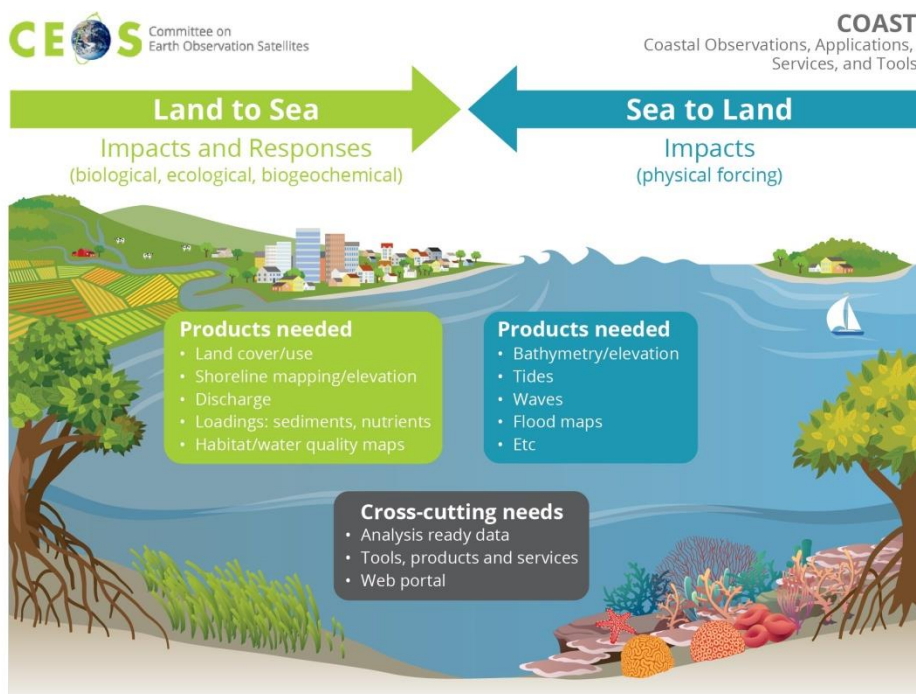 CEOS
Committee on
Earth Observation Satellites
COAST
Coastal Observations, Applications,
Services, and Tools
Land to Sea
Impacts and Responses
(biological, ecological, biogeochemical)
Sea to Land
Impacts
(physical forcing)
Products needed
• Land cover/use
• Shoreline mapping/elevation
• Discharge
• Loadings: sediments, nutrients
• Habitat/water quality maps
Products needed
• Bathymetry/elevation
• Tides
• Waves
• Flood maps
• Etc
Cross-cutting needs
• Analysis ready data
• Tools, products and services
• Web portal